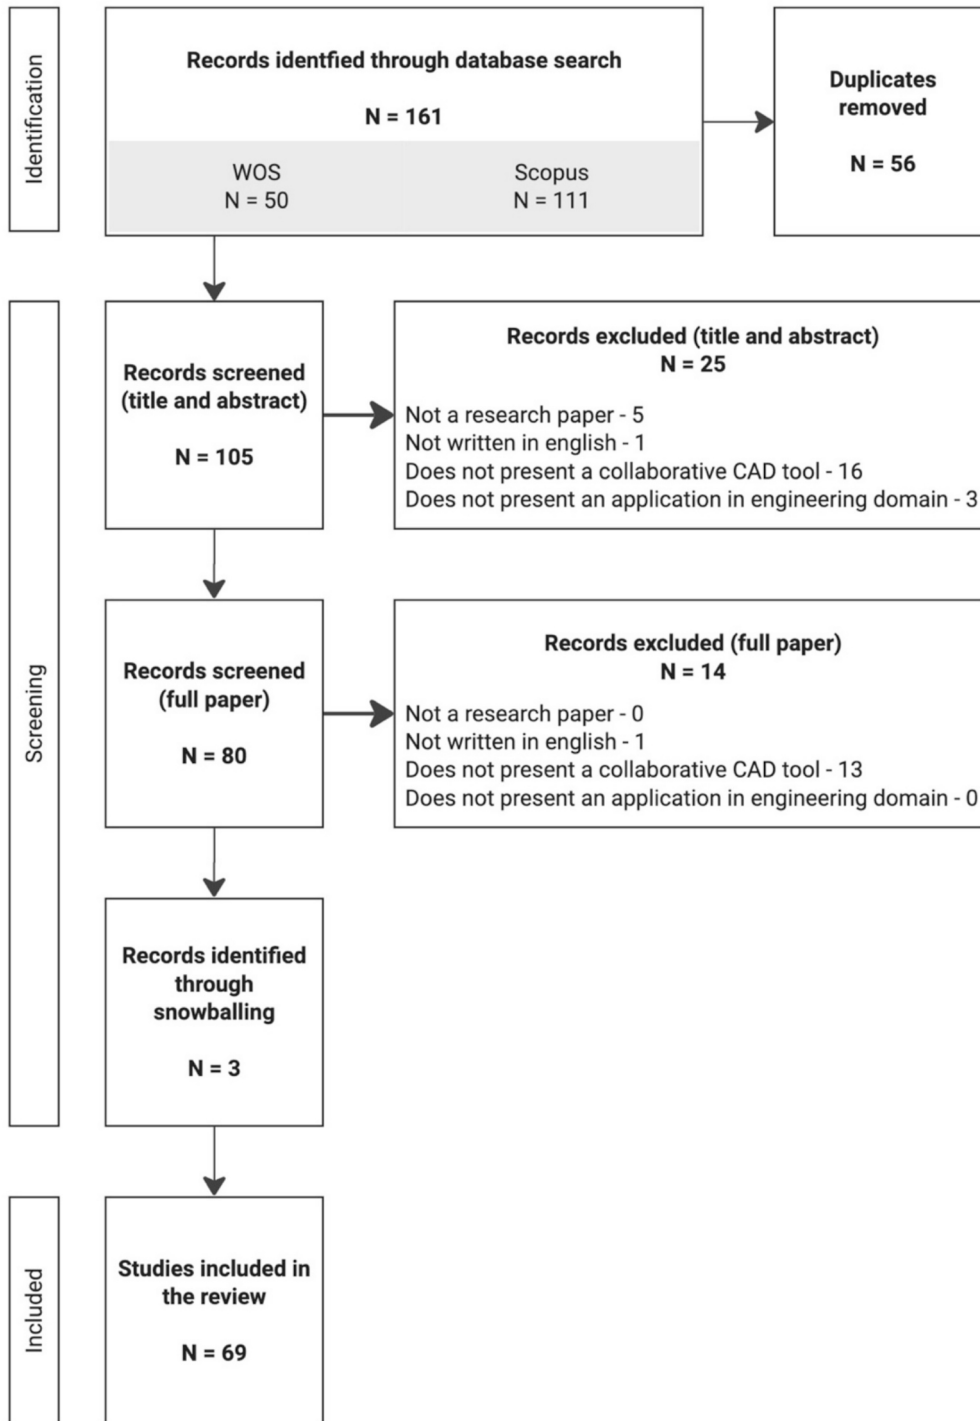 Identification
Records identfied through database search
N = 161
WOS
N = 50
Scopus
N = 111
Duplicates
removed
N = 56
Screening
Records screened
(title and abstract)
N = 105
Records excluded (title and abstract)
N = 25
Not a research paper - 5
Not written in english - 1
Does not present a collaborative CAD tool - 16
Does not present an application in engineering domain - 3
Records screened
(full paper)
N = 80
Records excluded (full paper)
N = 14
Not a research paper - 0
Not written in english - 1
Does not present a collaborative CAD tool - 13
Does not present an application in engineering domain - 0
Records identified
through
snowballing
N = 3
Included
Studies included in
the review
N = 69